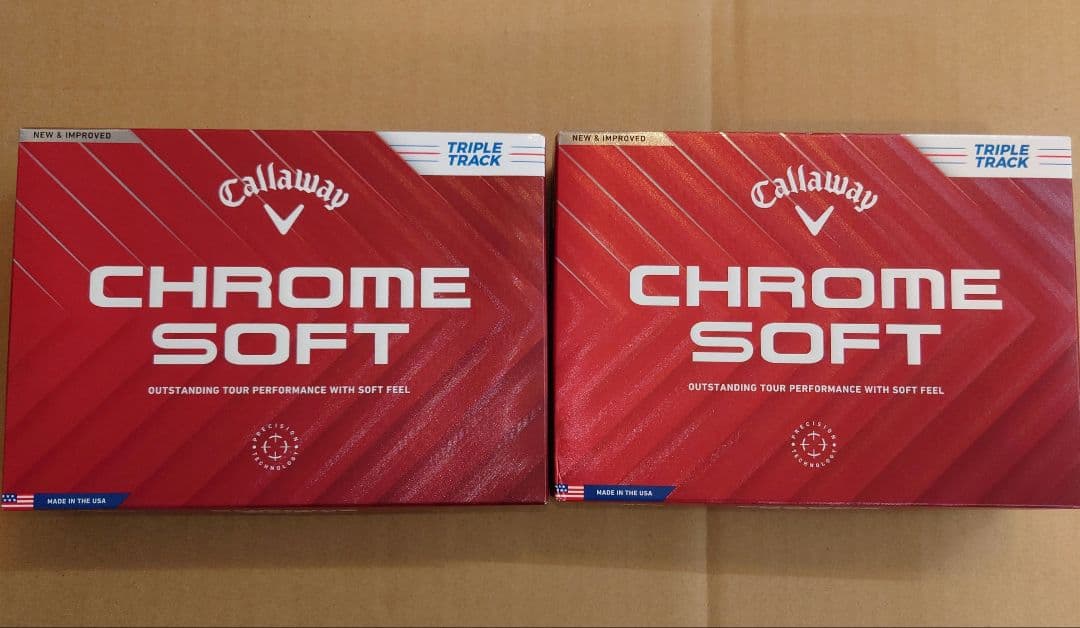 NEW & IMPROVED
TRIPLE
TRACK
Callaway
CHROME
SOFT
OUTSTANDING TOUR PERFORMANCE WITH SOFT FEEL
PRECISION
TECHNOLOGY
MADE IN THE USA
NEW & IMPROVED
TRIPLE
TRACK
Callaway
CHROME
SOFT
OUTSTANDING TOUR PERFORMANCE WITH SOFT FEEL
PRECISION
TECHNOLOGY
MADE IN THE USA